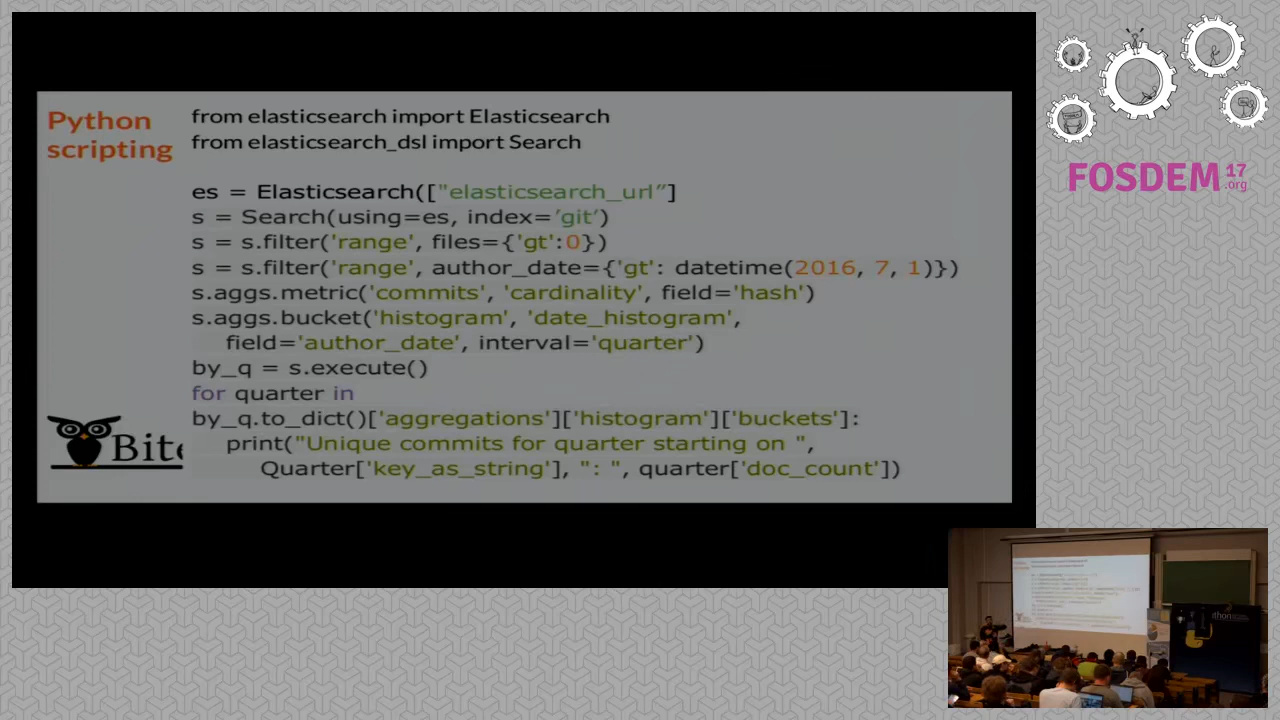 Python
scripting
from elasticsearch import Elasticsearch
from elasticsearch_dsl import Search
es = Elasticsearch(["elasticsearch_url”]
s = Search(using=es, index=’git’)
s = s.filter('range', files={'gt':0})
s = s.filter('range', author_date={'gt': datetime(2016, 7, 1)})
s.aggs.metric('commits', 'cardinality', field='hash')
s.aggs.bucket('histogram', 'date_histogram',
field='author_date', interval='quarter')
by_q = s.execute()
for quarter in
by_q.to_dict()['aggregations']['histogram']['buckets']:
print("Unique commits for quarter starting on ",
Quarter['key_as_string'], ": ", quarter['doc_count'])
Bite
FOSDEM 17
.org